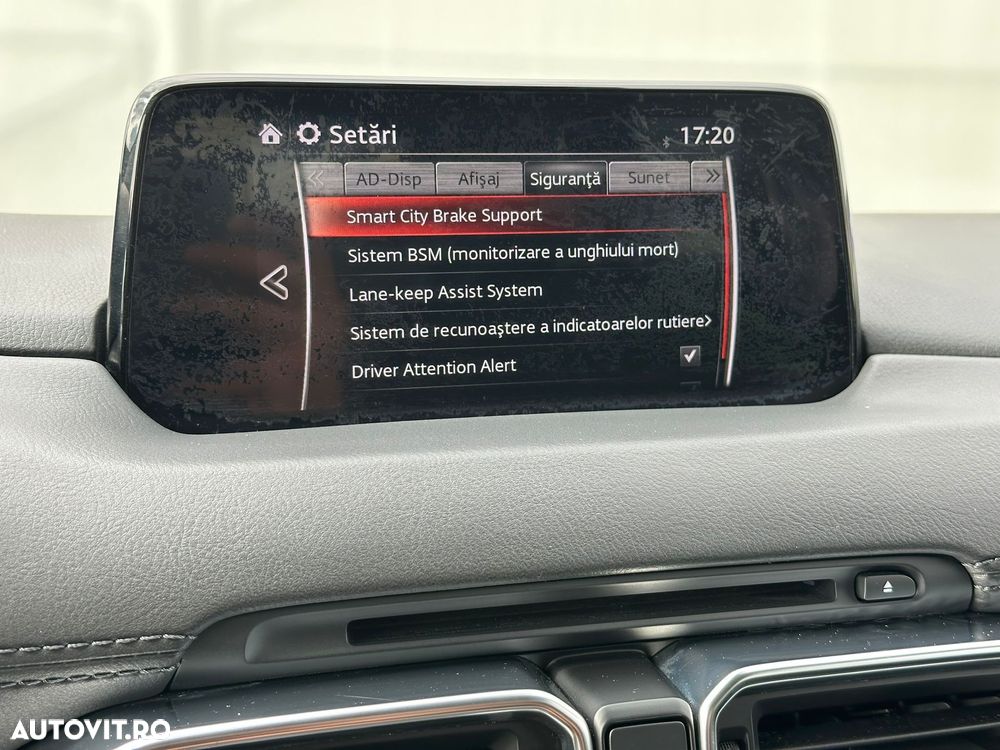 Setări
17:20
AD-Disp Afişaj Siguranţă Sunet
Smart City Brake Support
Sistem BSM (monitorizare a unghiului mort)
Lane-keep Assist System
Sistem de recunoaştere a indicatoarelor rutiere
Driver Attention Alert
AUTOVIT.RO